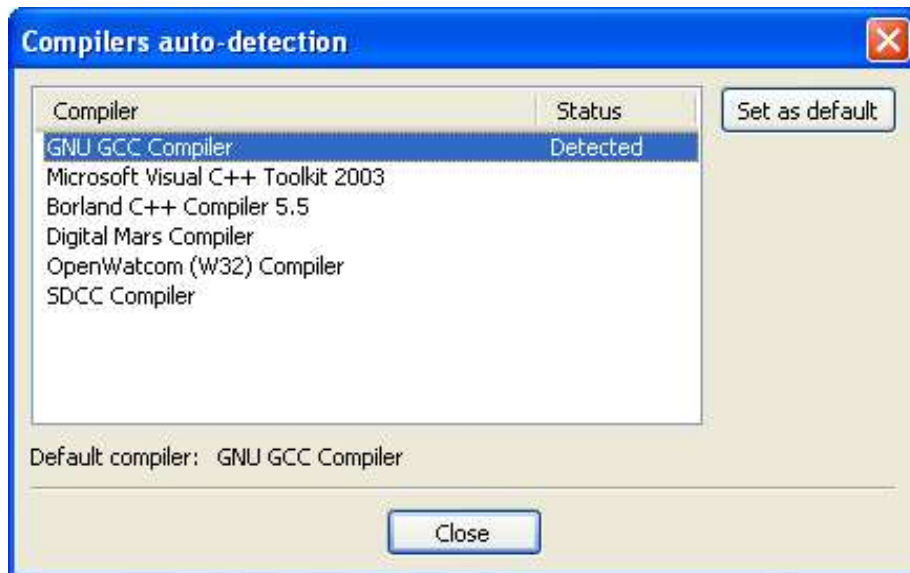 Compilers auto-detection
Compiler Status
Set as default
GNU GCC Compiler Detected
Microsoft Visual C++ Toolkit 2003
Borland C++ Compiler 5.5
Digital Mars Compiler
OpenWatcom (W32) Compiler
SDCC Compiler
Default compiler: GNU GCC Compiler
Close